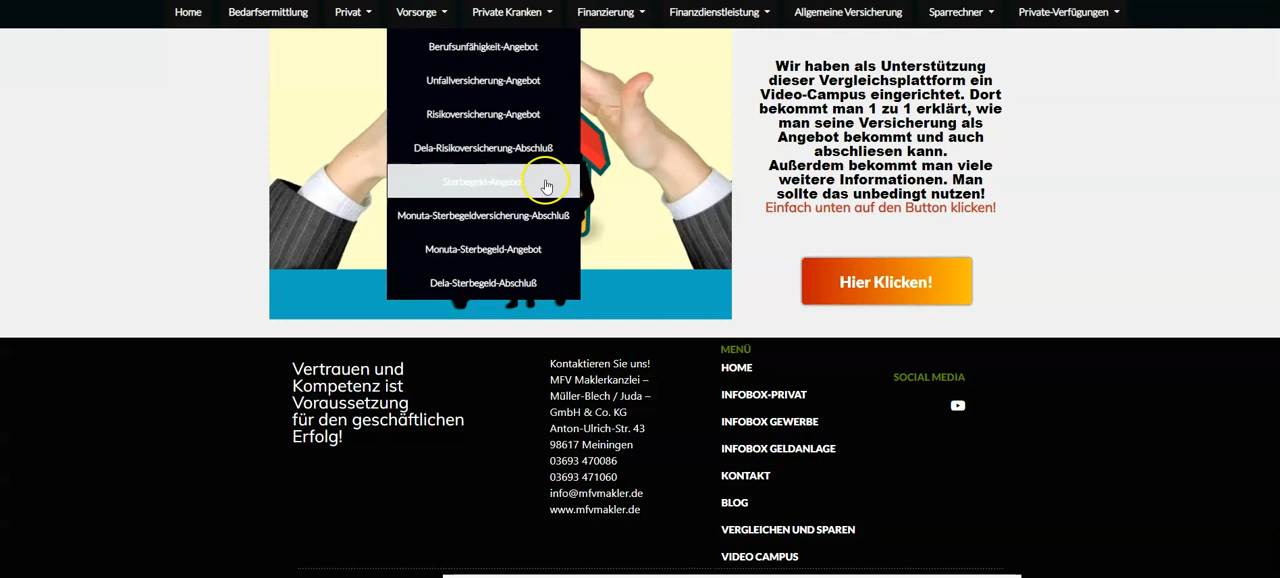 Home
Bedarfsermittlung
Privat
Vorsorge
Private Kranken
Finanzierung
Finanzdienstleistung
Allgemeine Versicherung
Sparrechner
Private-Verfügungen
Berufsunfähigkeit-Angebot
Unfallversicherung-Angebot
Risikoversicherung-Angebot
Dela-Risikoversicherung-Abschluß
Sterbegeld-Angebot
Monuta-Sterbegeldversicherung-Abschluß
Monuta-Sterbegeld-Angebot
Dela-Sterbegeld-Abschluß
Wir haben als Unterstützung
dieser Vergleichsplattform ein
Video-Campus eingerichtet. Dort
bekommt man 1 zu 1 erklärt, wie
man seine Versicherung als
Angebot bekommt und auch
abschliesen kann.
Außerdem bekommt man viele
weitere Informationen. Man
sollte das unbedingt nutzen!
Einfach unten auf den Button klicken!
Hier Klicken!
Vertrauen und
Kompetenz ist
Voraussetzung
für den geschäftlichen
Erfolg!
Kontaktieren Sie uns!
MFV Maklerkanzlei –
Müller-Blech / Juda –
GmbH & Co. KG
Anton-Ulrich-Str. 43
98617 Meiningen
03693 470086
03693 471060
info@mfvmakler.de
www.mfvmakler.de
MENÜ
HOME
INFOBOX-PRIVAT
INFOBOX GEWERBE
INFOBOX GELDANLAGE
KONTAKT
BLOG
VERGLEICHEN UND SPAREN
VIDEO CAMPUS
SOCIAL MEDIA